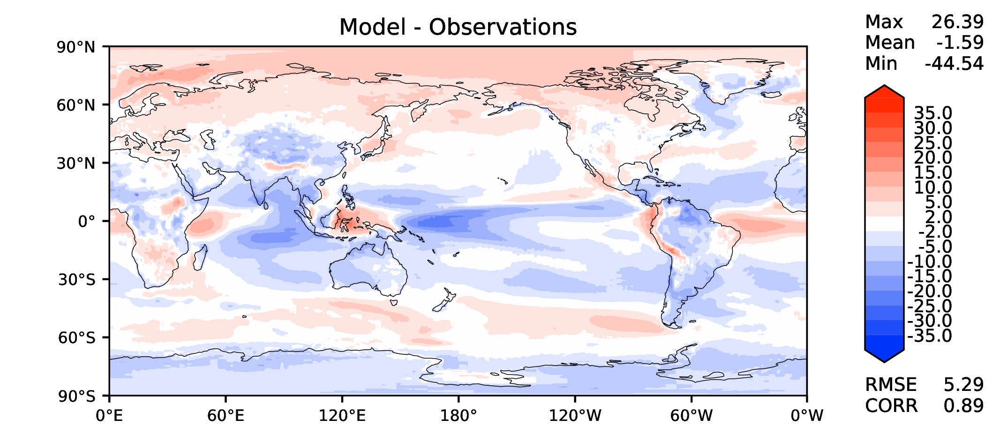 Model - Observations
Max 26.39
Mean -1.59
Min -44.54
90°N
60°N
30°N
0°
30°S
60°S
90°S
0°E 60°E 120°E 180° 120°W 60°W 0°W
35.0
30.0
25.0
20.0
15.0
10.0
5.0
2.0
-2.0
-5.0
-10.0
-15.0
-20.0
-25.0
-30.0
-35.0
RMSE 5.29
CORR 0.89